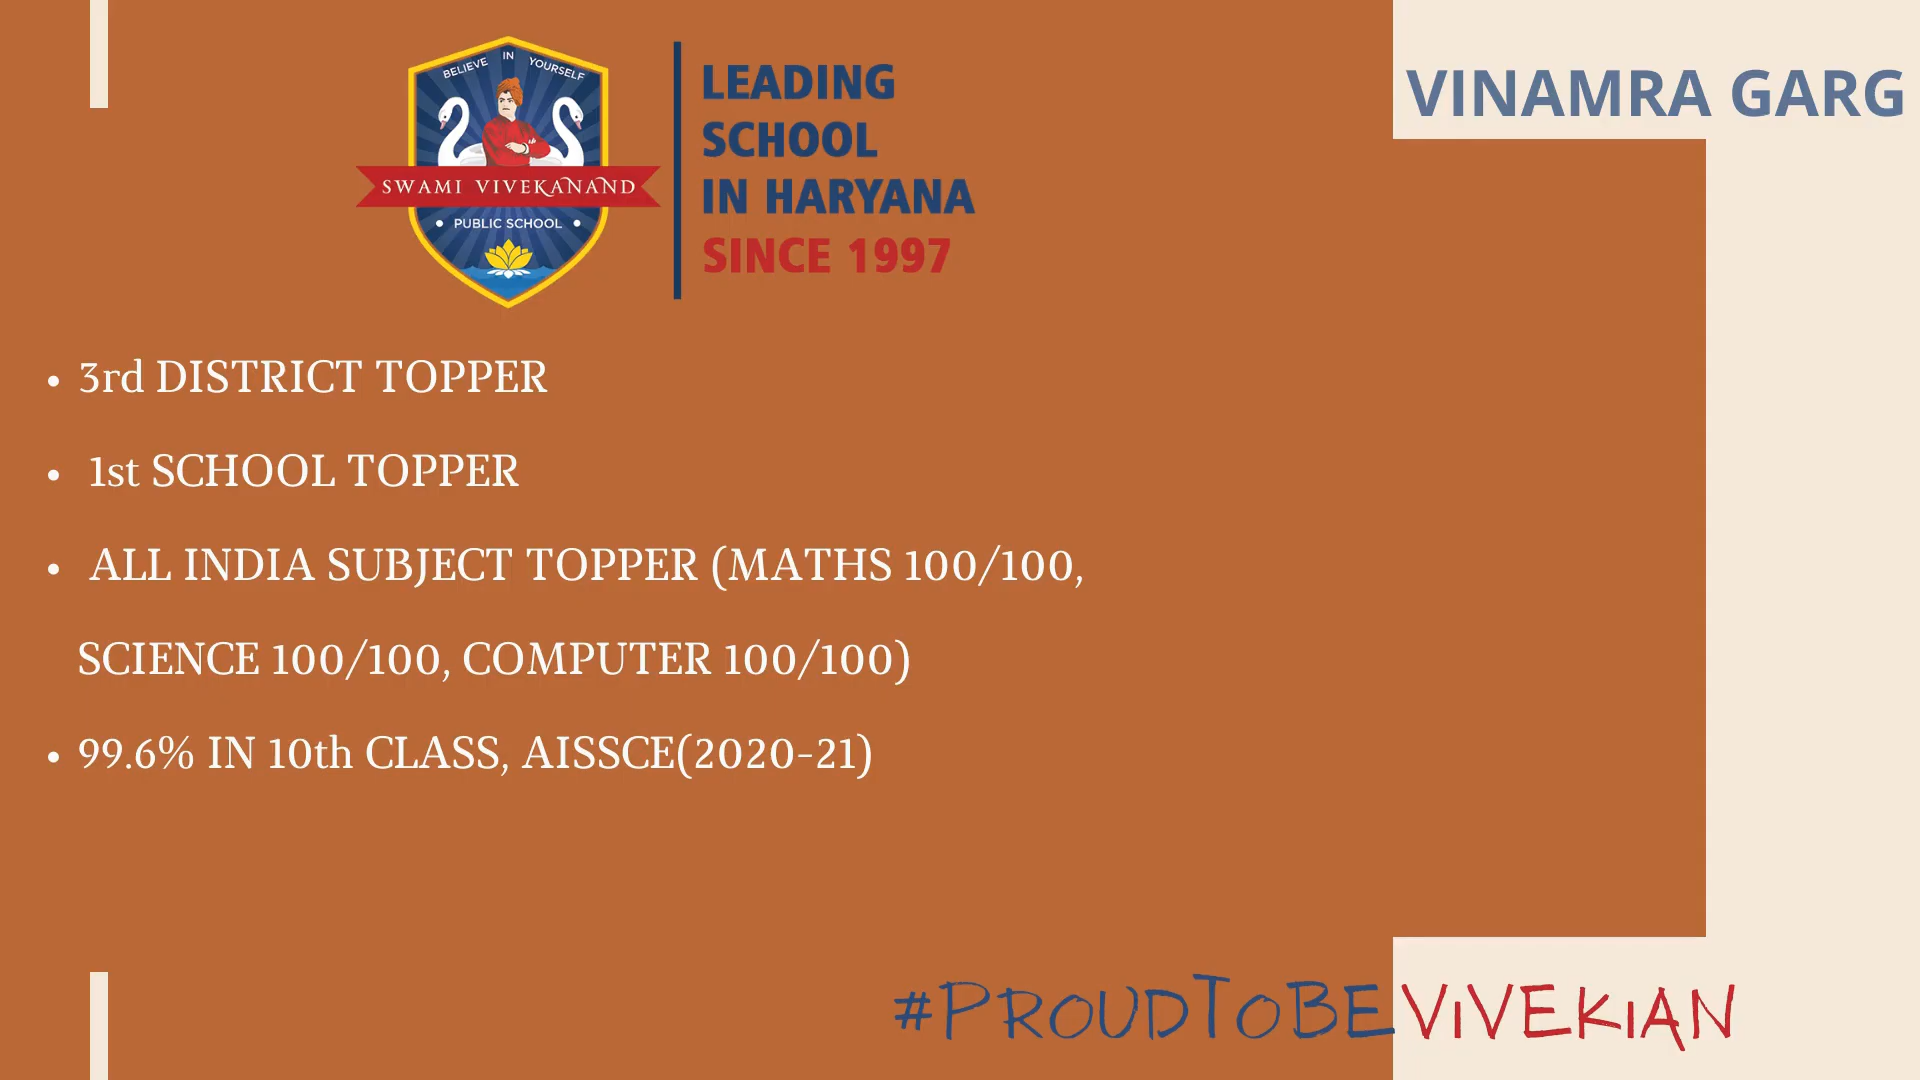 BELIEVE IN YOURSELF
SWAMI VIVEKANAND
• PUBLIC SCHOOL •
LEADING
SCHOOL
IN HARYANA
SINCE 1997
VINAMRA GARG
• 3rd DISTRICT TOPPER
• 1st SCHOOL TOPPER
• ALL INDIA SUBJECT TOPPER (MATHS 100/100,
SCIENCE 100/100, COMPUTER 100/100)
• 99.6% IN 10th CLASS, AISSCE(2020-21)
#PROUDTOBEVIVEKIAN